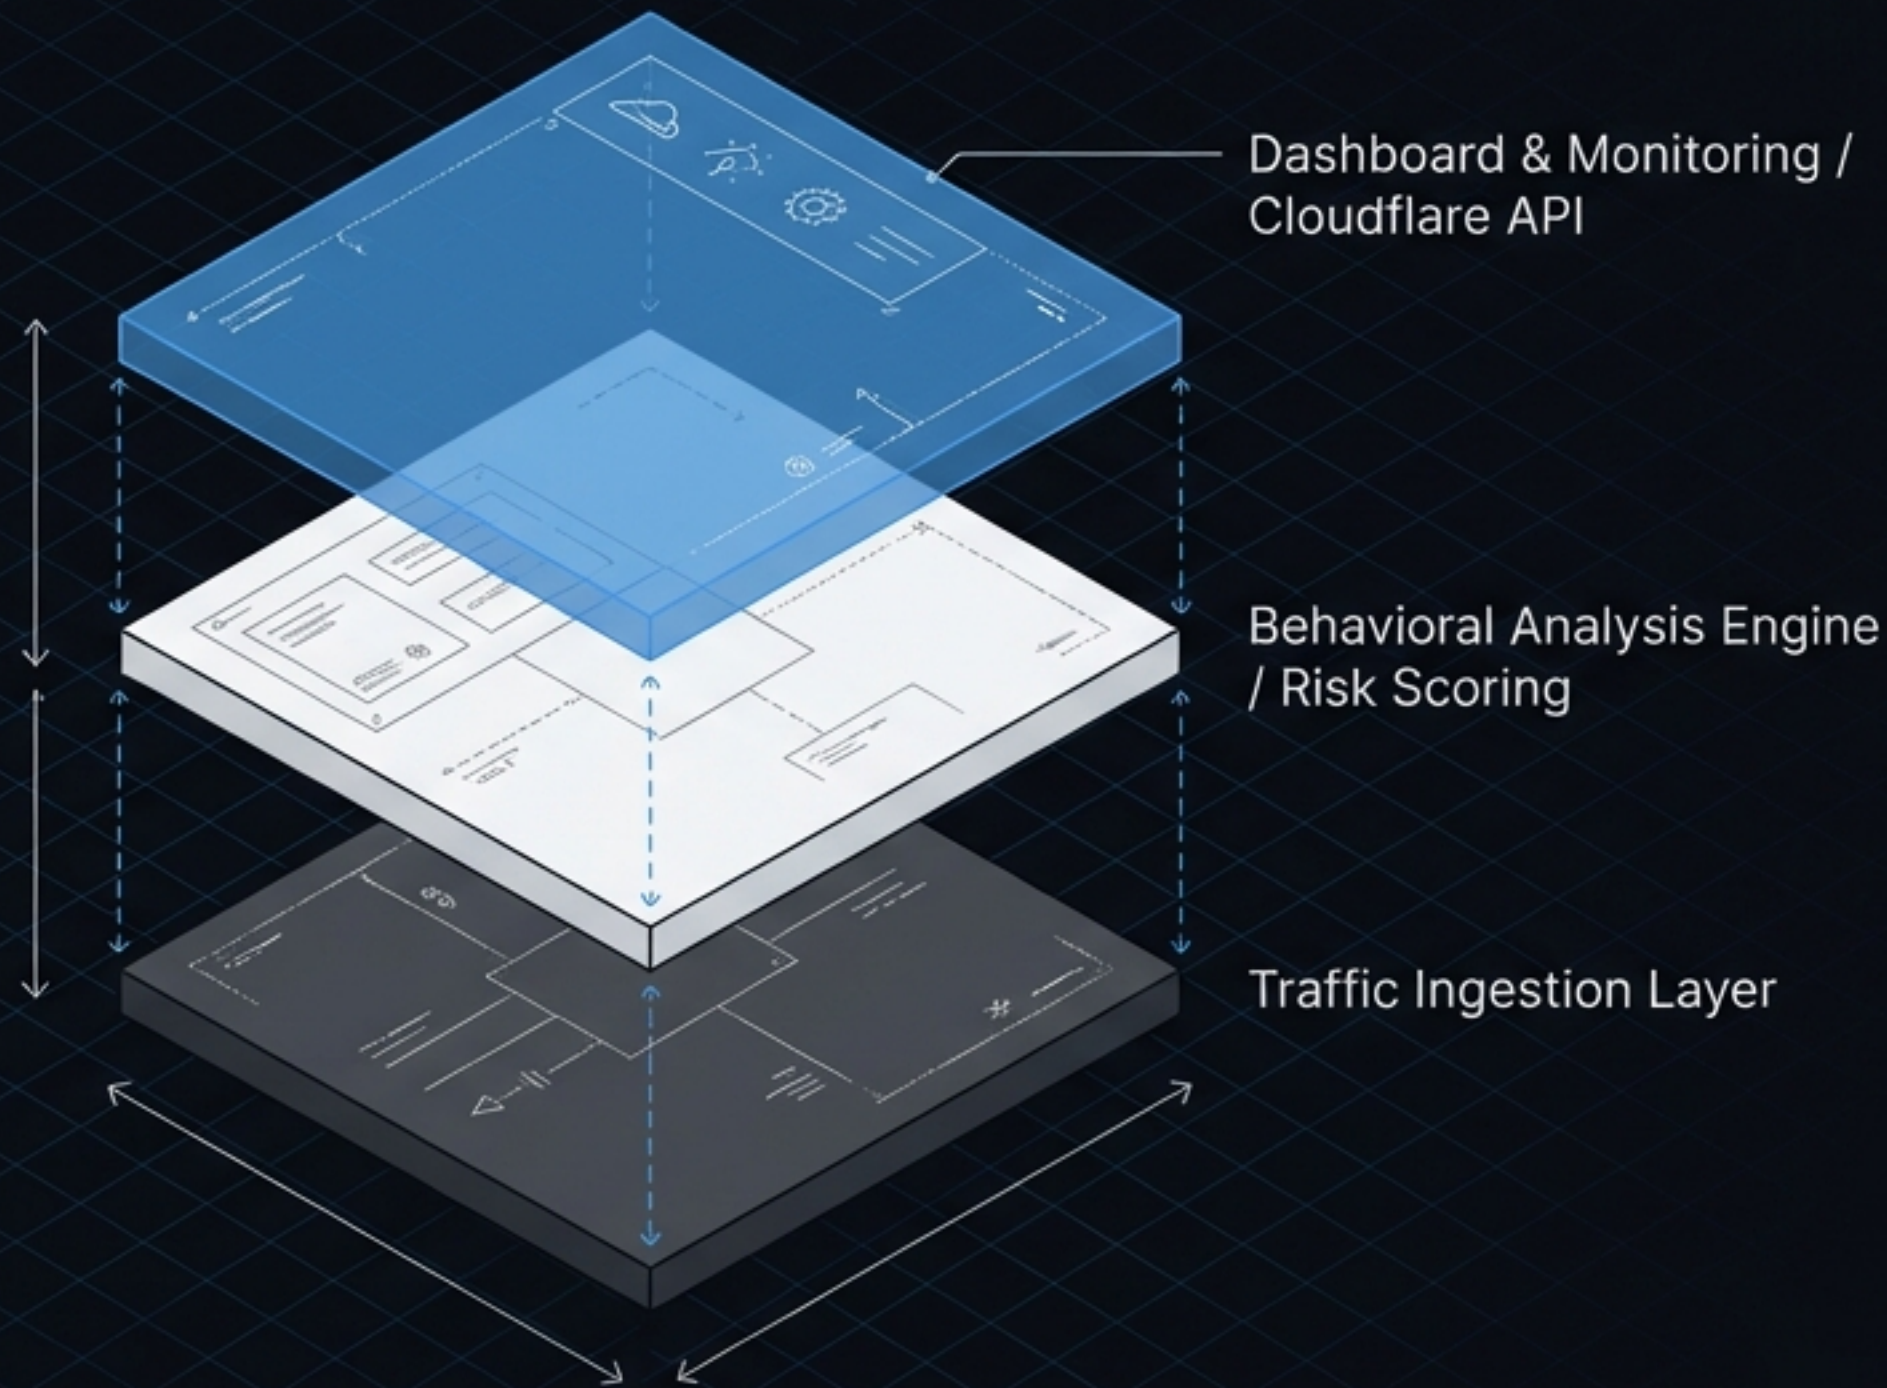 Dashboard & Monitoring /
Cloudflare API
Behavioral Analysis Engine
/ Risk Scoring
Traffic Ingestion Layer